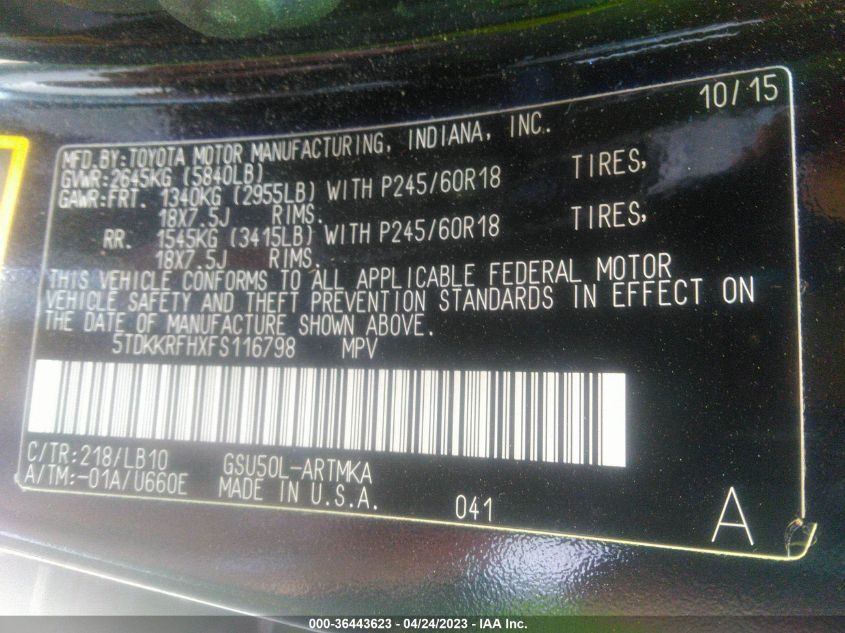 10/15
MFD.BY:TOYOTA MOTOR MANUFACTURING, INDIANA, INC.
GVWR:2645KG (5840LB)
GAWR:FRT. 1340KG (2955LB) WITH P245/60R18 TIRES,
18X7.5J RIMS.
RR. 1545KG (3415LB) WITH P245/60R18 TIRES,
18X7.5J RIMS.
THIS VEHICLE CONFORMS TO ALL APPLICABLE FEDERAL MOTOR
VEHICLE SAFETY AND THEFT PREVENTION STANDARDS IN EFFECT ON
THE DATE OF MANUFACTURE SHOWN ABOVE.
5TDKKRFHXFS116798 MPV
C/TR:218/LB10 GSU50L-ARTMKA
A/TM:-01A/U660E MADE IN U.S.A. 041 A
000-36443623 - 04/24/2023 - IAA Inc.